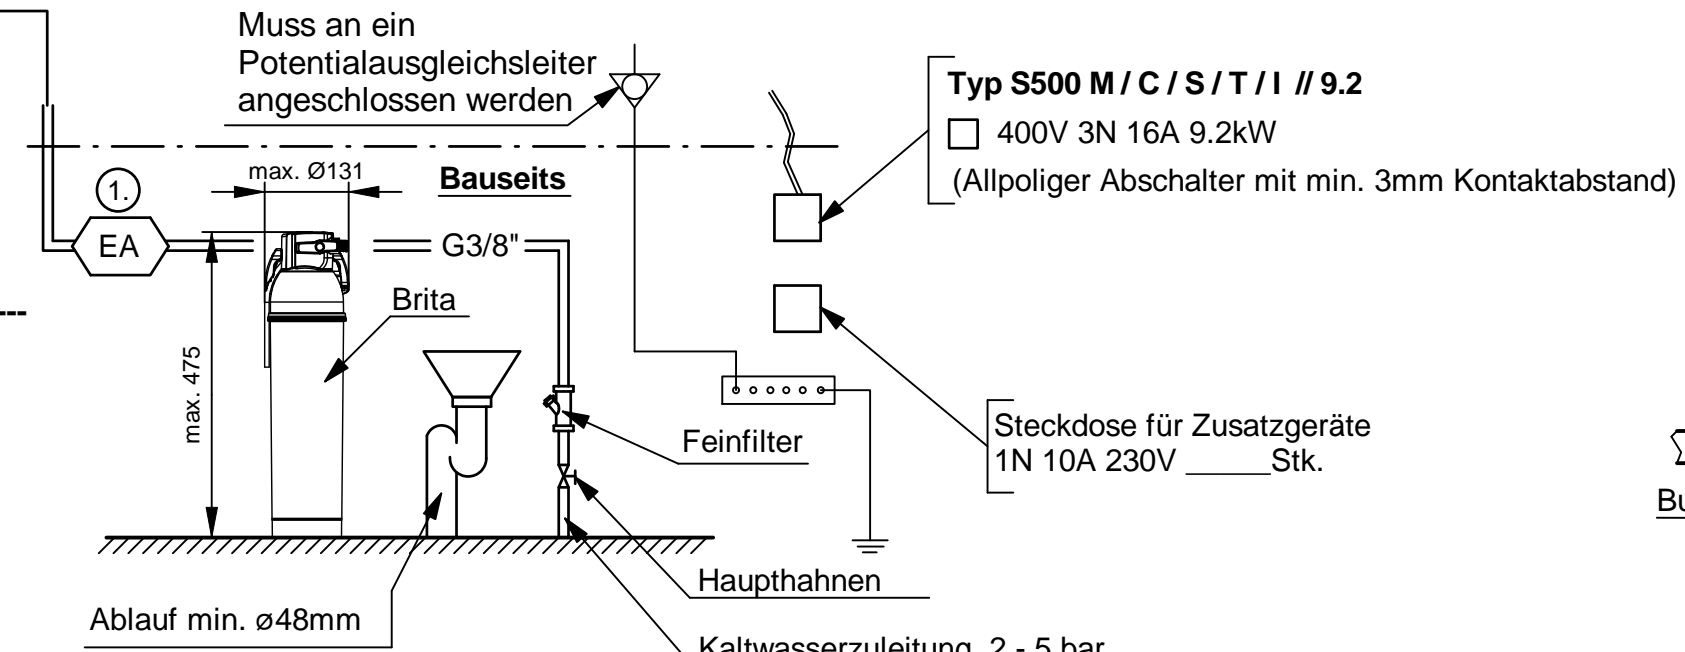 Muss an ein
Potentialausgleichsleiter
angeschlossen werden
Typ S500 M / C / S / T / I // 9.2
400V 3N 16A 9.2kW
(Allpoliger Abschalter mit min. 3mm Kontaktabstand)
max. Ø131
Bauseits
1.
EA
G3/8"
Brita
max. 475
Feinfilter
Steckdose für Zusatzgeräte
1N 10A 230V _____Stk.
Haupthahnen
Ablauf min. ø48mm
Kaltwasserzuleitung 2 - 5 bar